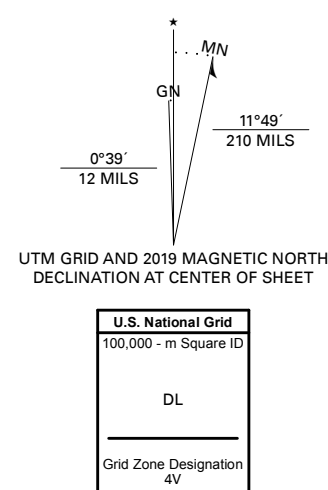 ★
MN
GN
11°49´
210 MILS
0°39´
12 MILS
UTM GRID AND 2019 MAGNETIC NORTH
DECLINATION AT CENTER OF SHEET
U.S. National Grid
100,000 - m Square ID
DL
Grid Zone Designation
4V